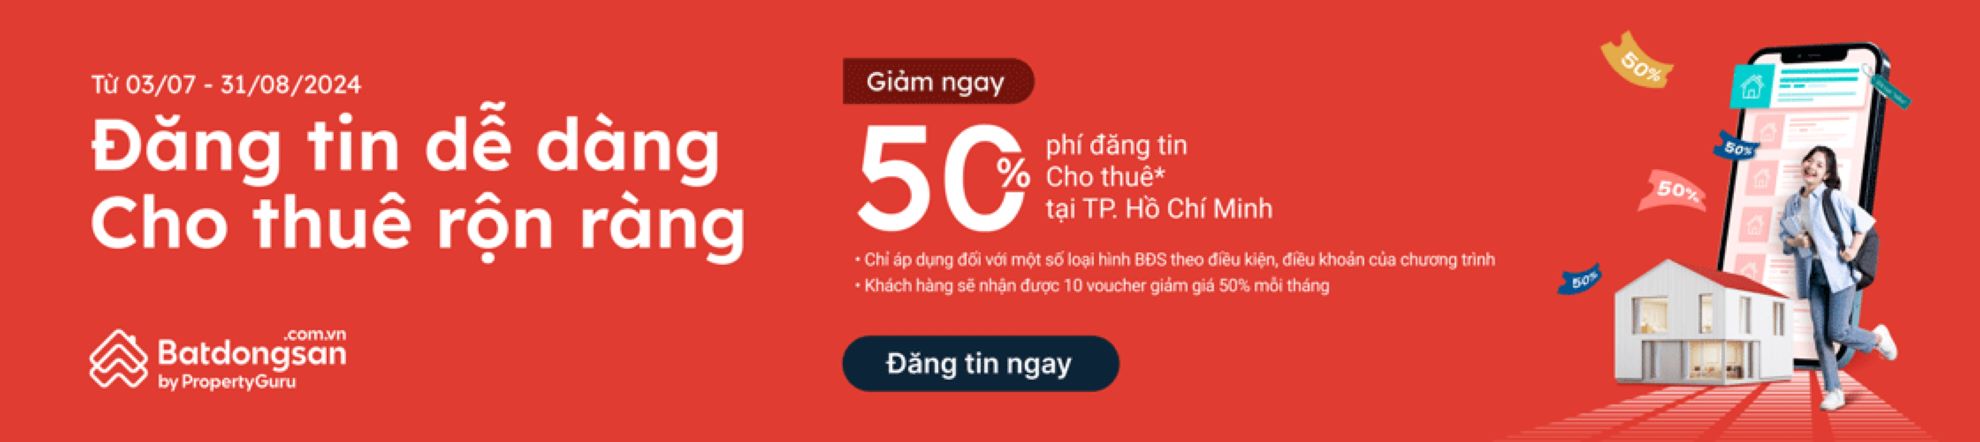 Từ 03/07 - 31/08/2024
Đăng tin dễ dàng
Cho thuê rộn ràng
.com.vn
Batdongsan
by PropertyGuru
Giảm ngay
50%
phí đăng tin
Cho thuê*
tại TP. Hồ Chí Minh
• Chỉ áp dụng đối với một số loại hình BĐS theo điều kiện, điều khoản của chương trình
• Khách hàng sẽ nhận được 10 voucher giảm giá 50% mỗi tháng
Đăng tin ngay
50%
50%
50%
50%